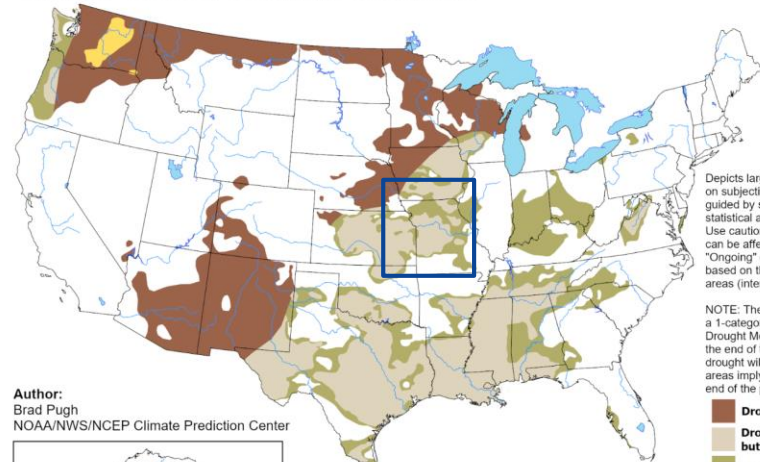 Depicts lar
on subjecti
guided by s
statistical a
Use caution
can be affe
"Ongoing"
based on th
areas (inte
NOTE: The
a 1-catego
Drought Mo
the end of
drought wil
areas imply
end of the p
Dro
Dro
but
Author:
Brad Pugh
NOAA/NWS/NCEP Climate Prediction Center